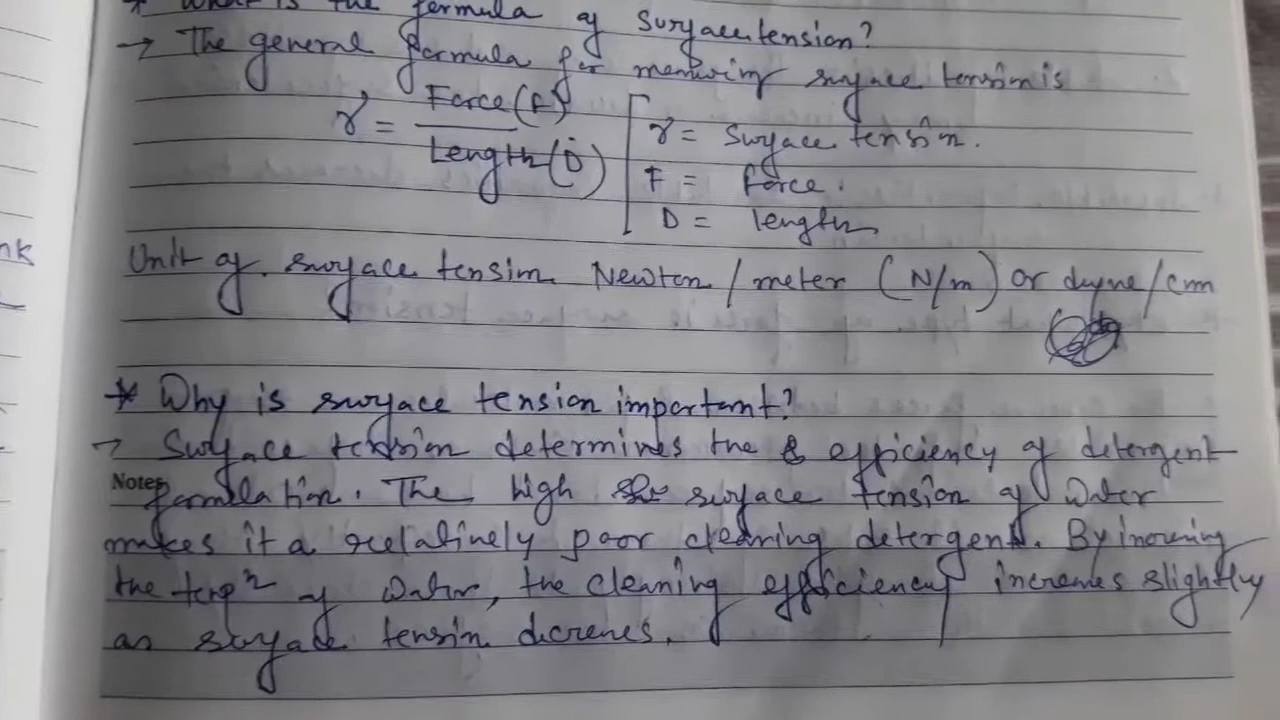 * What is the formula of surface tension?
→ The general formula for measuring surface tension is
γ = Force (F) / Length (D)
γ = Surface tension.
F = force.
D = length
Unit of surface tension Newton / meter (N/m) or dyne/cm
* Why is surface tension important?
→ Surface tension determines the efficiency of detergent
Notes
formulation. The high surface tension of water
makes it a relatively poor cleaning detergent. By increasing
the tempⁿ of water, the cleaning efficiency increases slightly
as surface tension decreases.
nk